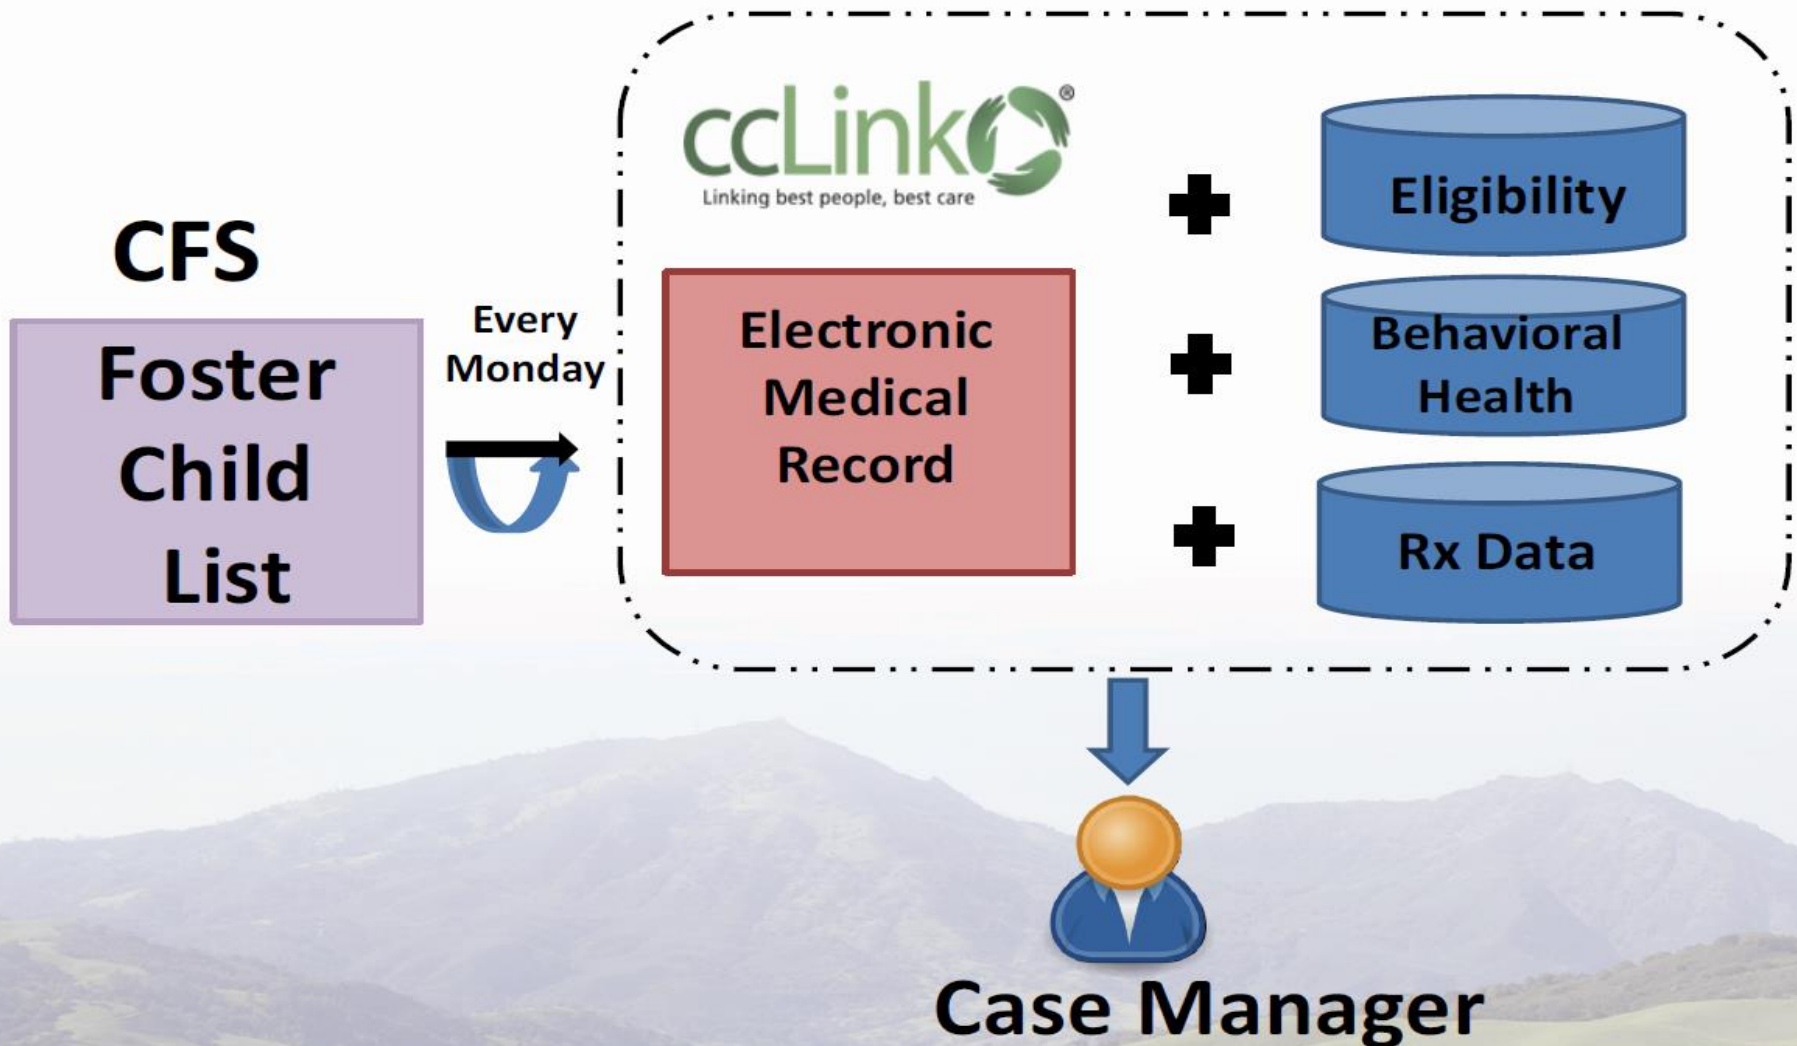 CFS
Foster
Child
List
Every
Monday
ccLink®
Linking best people, best care
Electronic
Medical
Record
Eligibility
Behavioral
Health
Rx Data
Case Manager